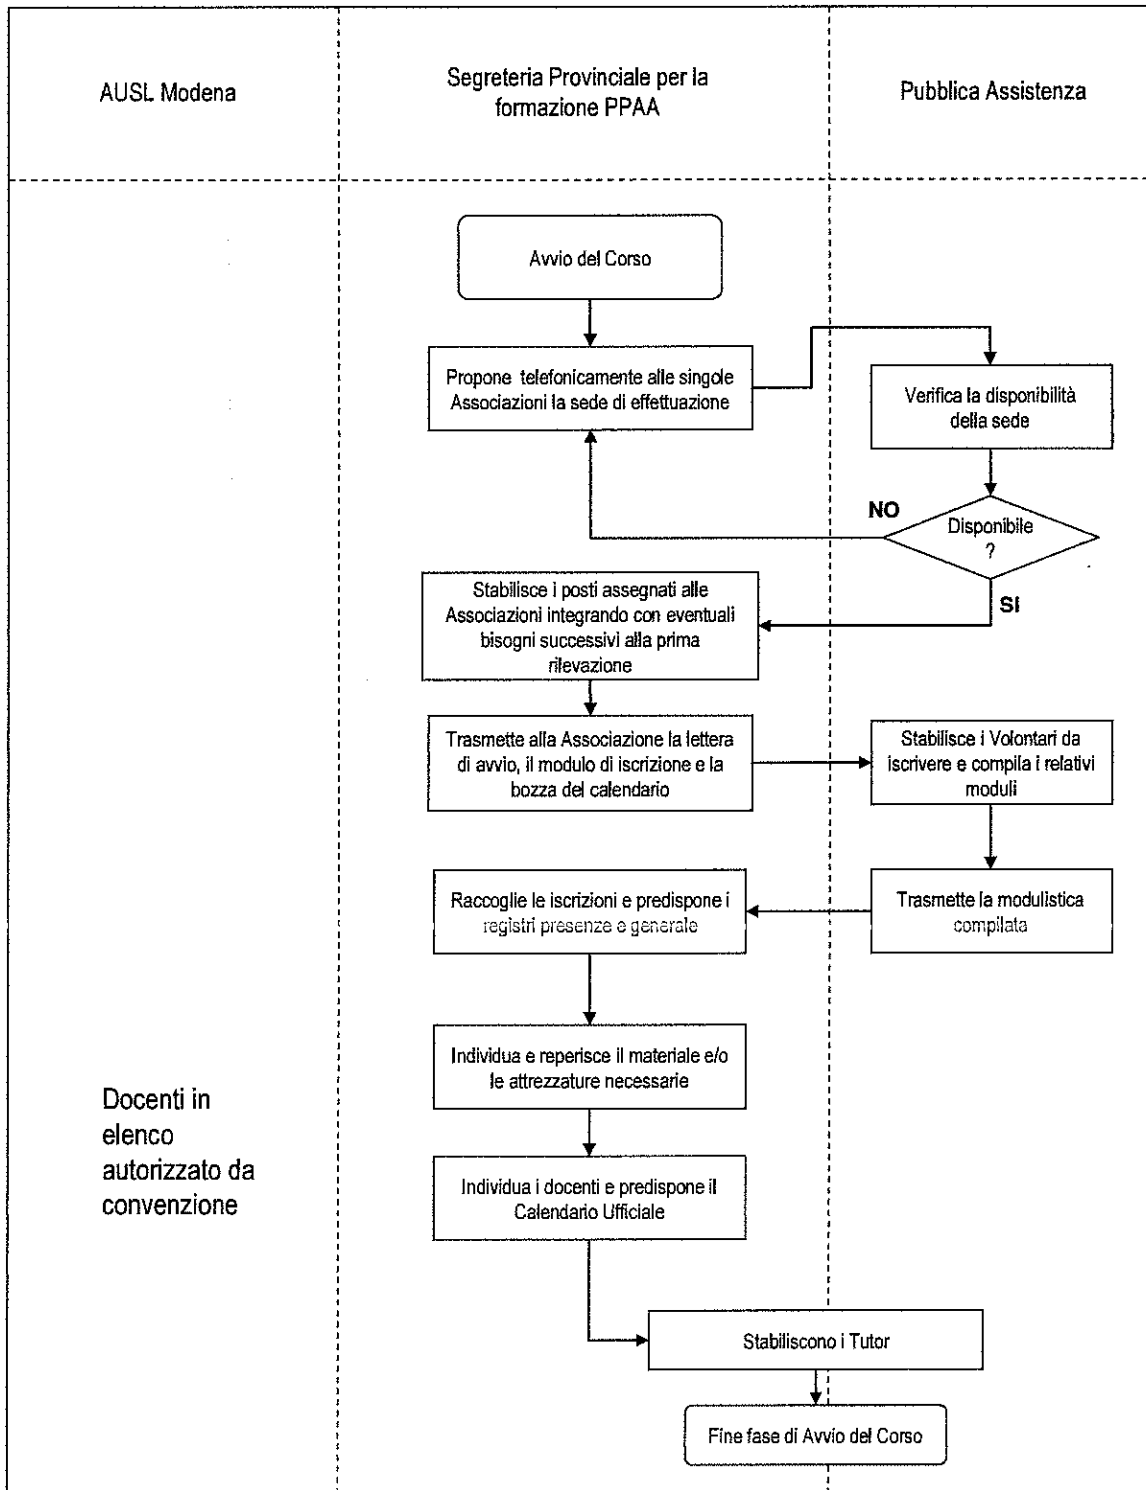 AUSL Modena
Segreteria Provinciale per la
formazione PPAA
Pubblica Assistenza
Avvio del Corso
Propone telefonicamente alle singole
Associazioni la sede di effettuazione
Verifica la disponibilità
della sede
NO
Disponibile
?
SI
Stabilisce i posti assegnati alle
Associazioni integrando con eventuali
bisogni successivi alla prima
rilevazione
Trasmette alla Associazione la lettera
di avvio, il modulo di iscrizione e la
bozza del calendario
Stabilisce i Volontari da
iscrivere e compila i relativi
moduli
Raccoglie le iscrizioni e predispone i
registri presenze e generale
Trasmette la modulistica
compilata
Individua e reperisce il materiale e/o
le attrezzature necessarie
Docenti in
elenco
autorizzato da
convenzione
Individua i docenti e predispone il
Calendario Ufficiale
Stabiliscono i Tutor
Fine fase di Avvio del Corso